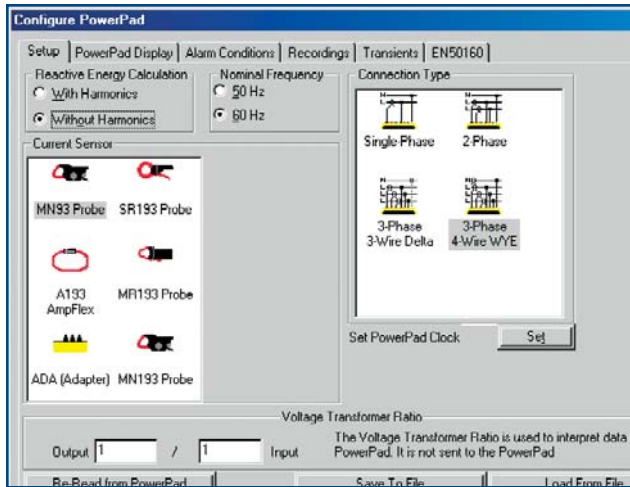 Configure PowerPad
Setup PowerPad Display Alarm Conditions Recordings Transients EN50160
Reactive Energy Calculation
With Harmonics
Without Harmonics
Nominal Frequency
50 Hz
60 Hz
Connection Type
Single-Phase 2-Phase
3-Phase
3-Wire Delta
3-Phase
4-Wire WYE
Current Sensor
MN93 Probe SR193 Probe
A193
AmpFlex
MR193 Probe
ADA (Adapter) MN193 Probe
Set PowerPad Clock Set
Voltage Transformer Ratio
Output 1 / 1 Input
The Voltage Transformer Ratio is used to interpret data
PowerPad. It is not sent to the PowerPad
Re-Read from PowerPad Save To File Load From File